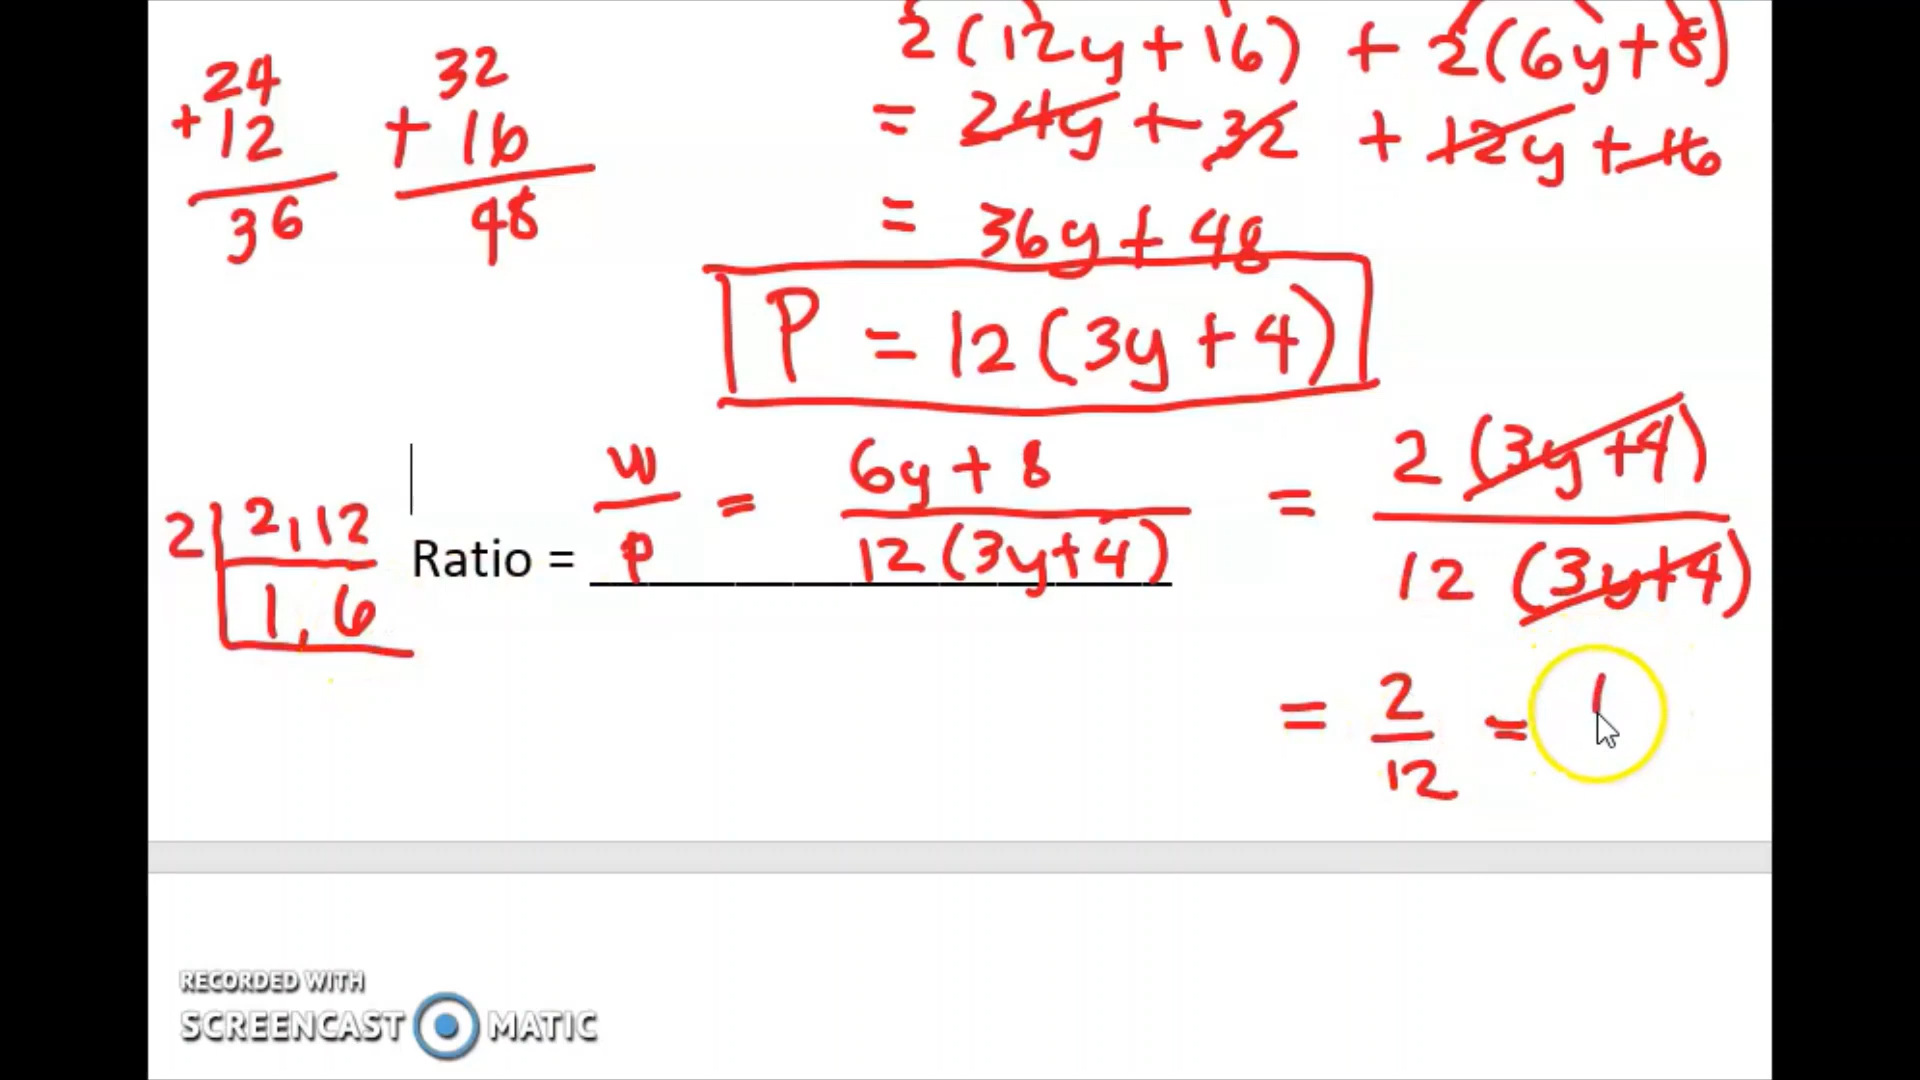 24
+12
36
32
+ 16
48
2(12y+16) + 2(6y+8)
= 24y + 32 + 12y + 16
= 36y + 48
P = 12(3y+4)
2 2,12
1, 6
Ratio = w/p = 6y + 8 / 12(3y+4) = 2(3y+4) / 12(3y+4)
= 2/12 = 1
RECORDED WITH
SCREENCAST MATIC